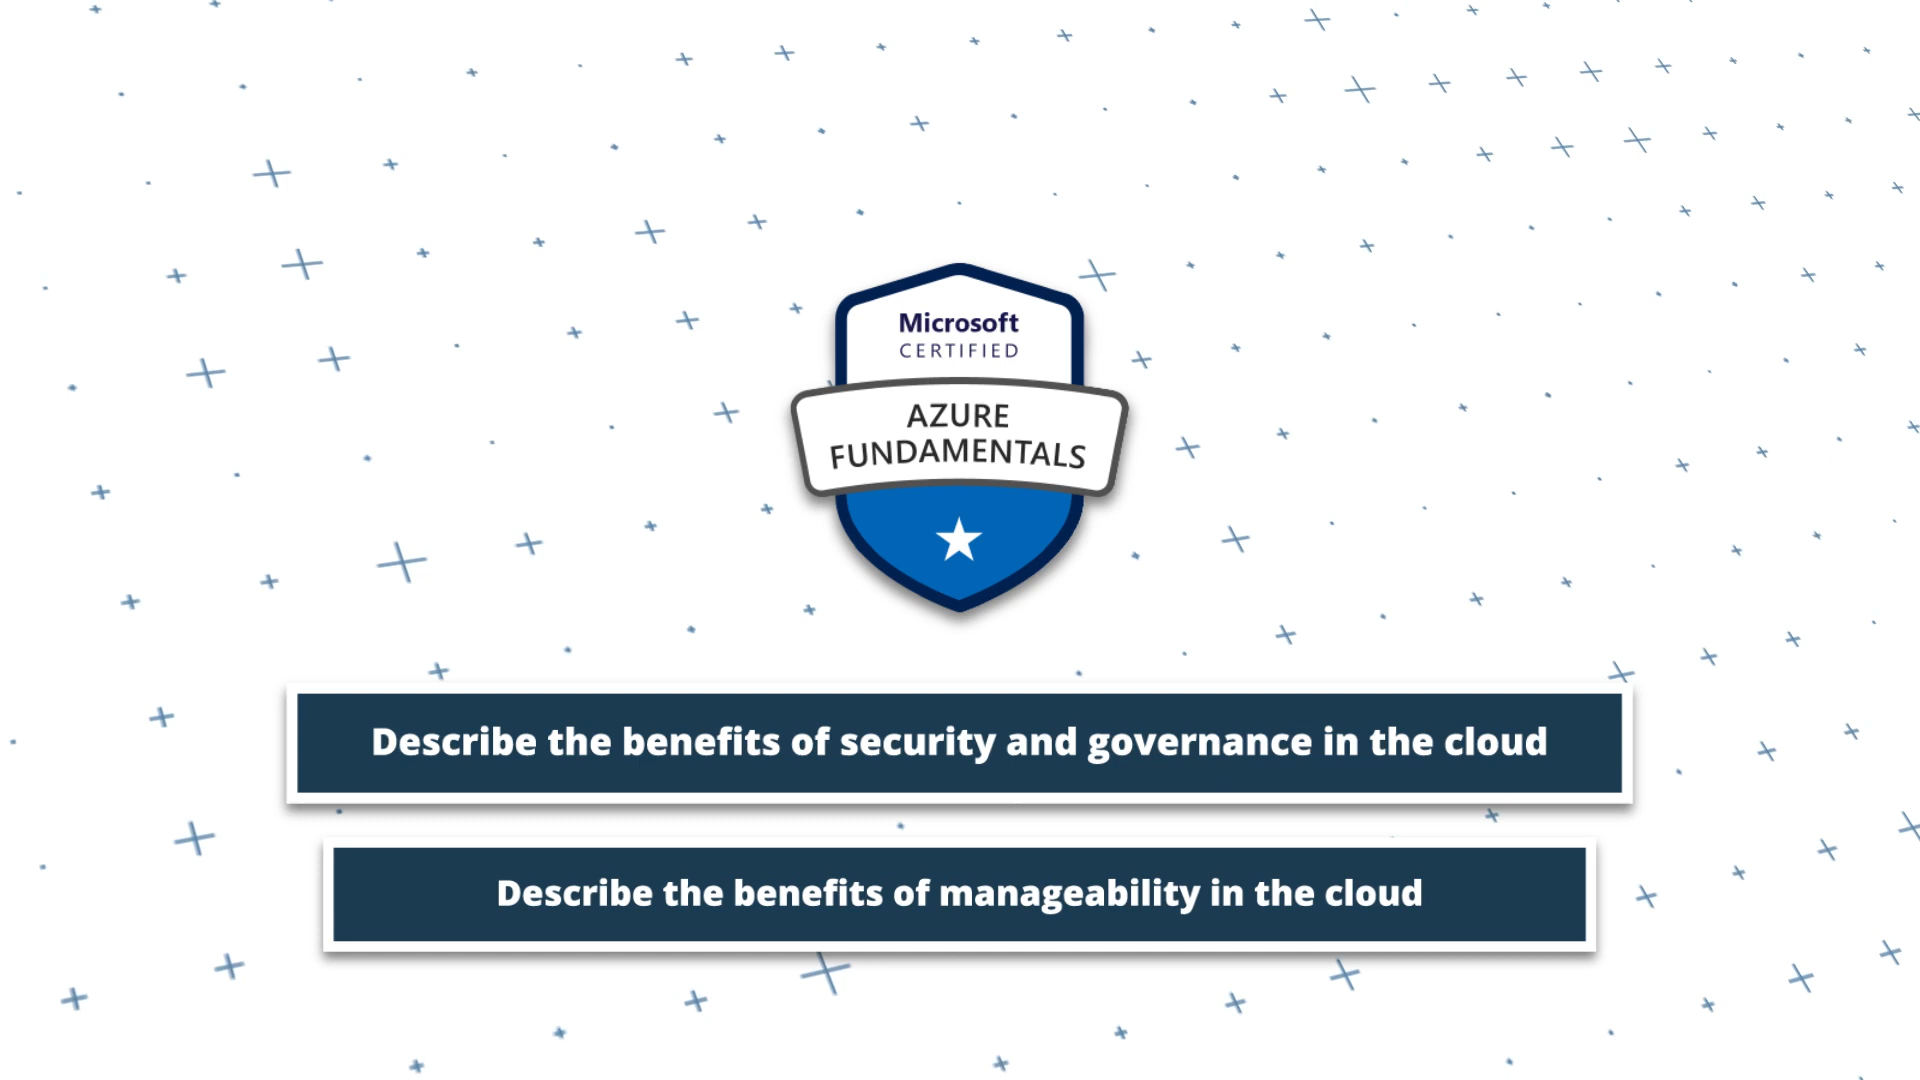 Microsoft
CERTIFIED
AZURE
FUNDAMENTALS
Describe the benefits of security and governance in the cloud
Describe the benefits of manageability in the cloud